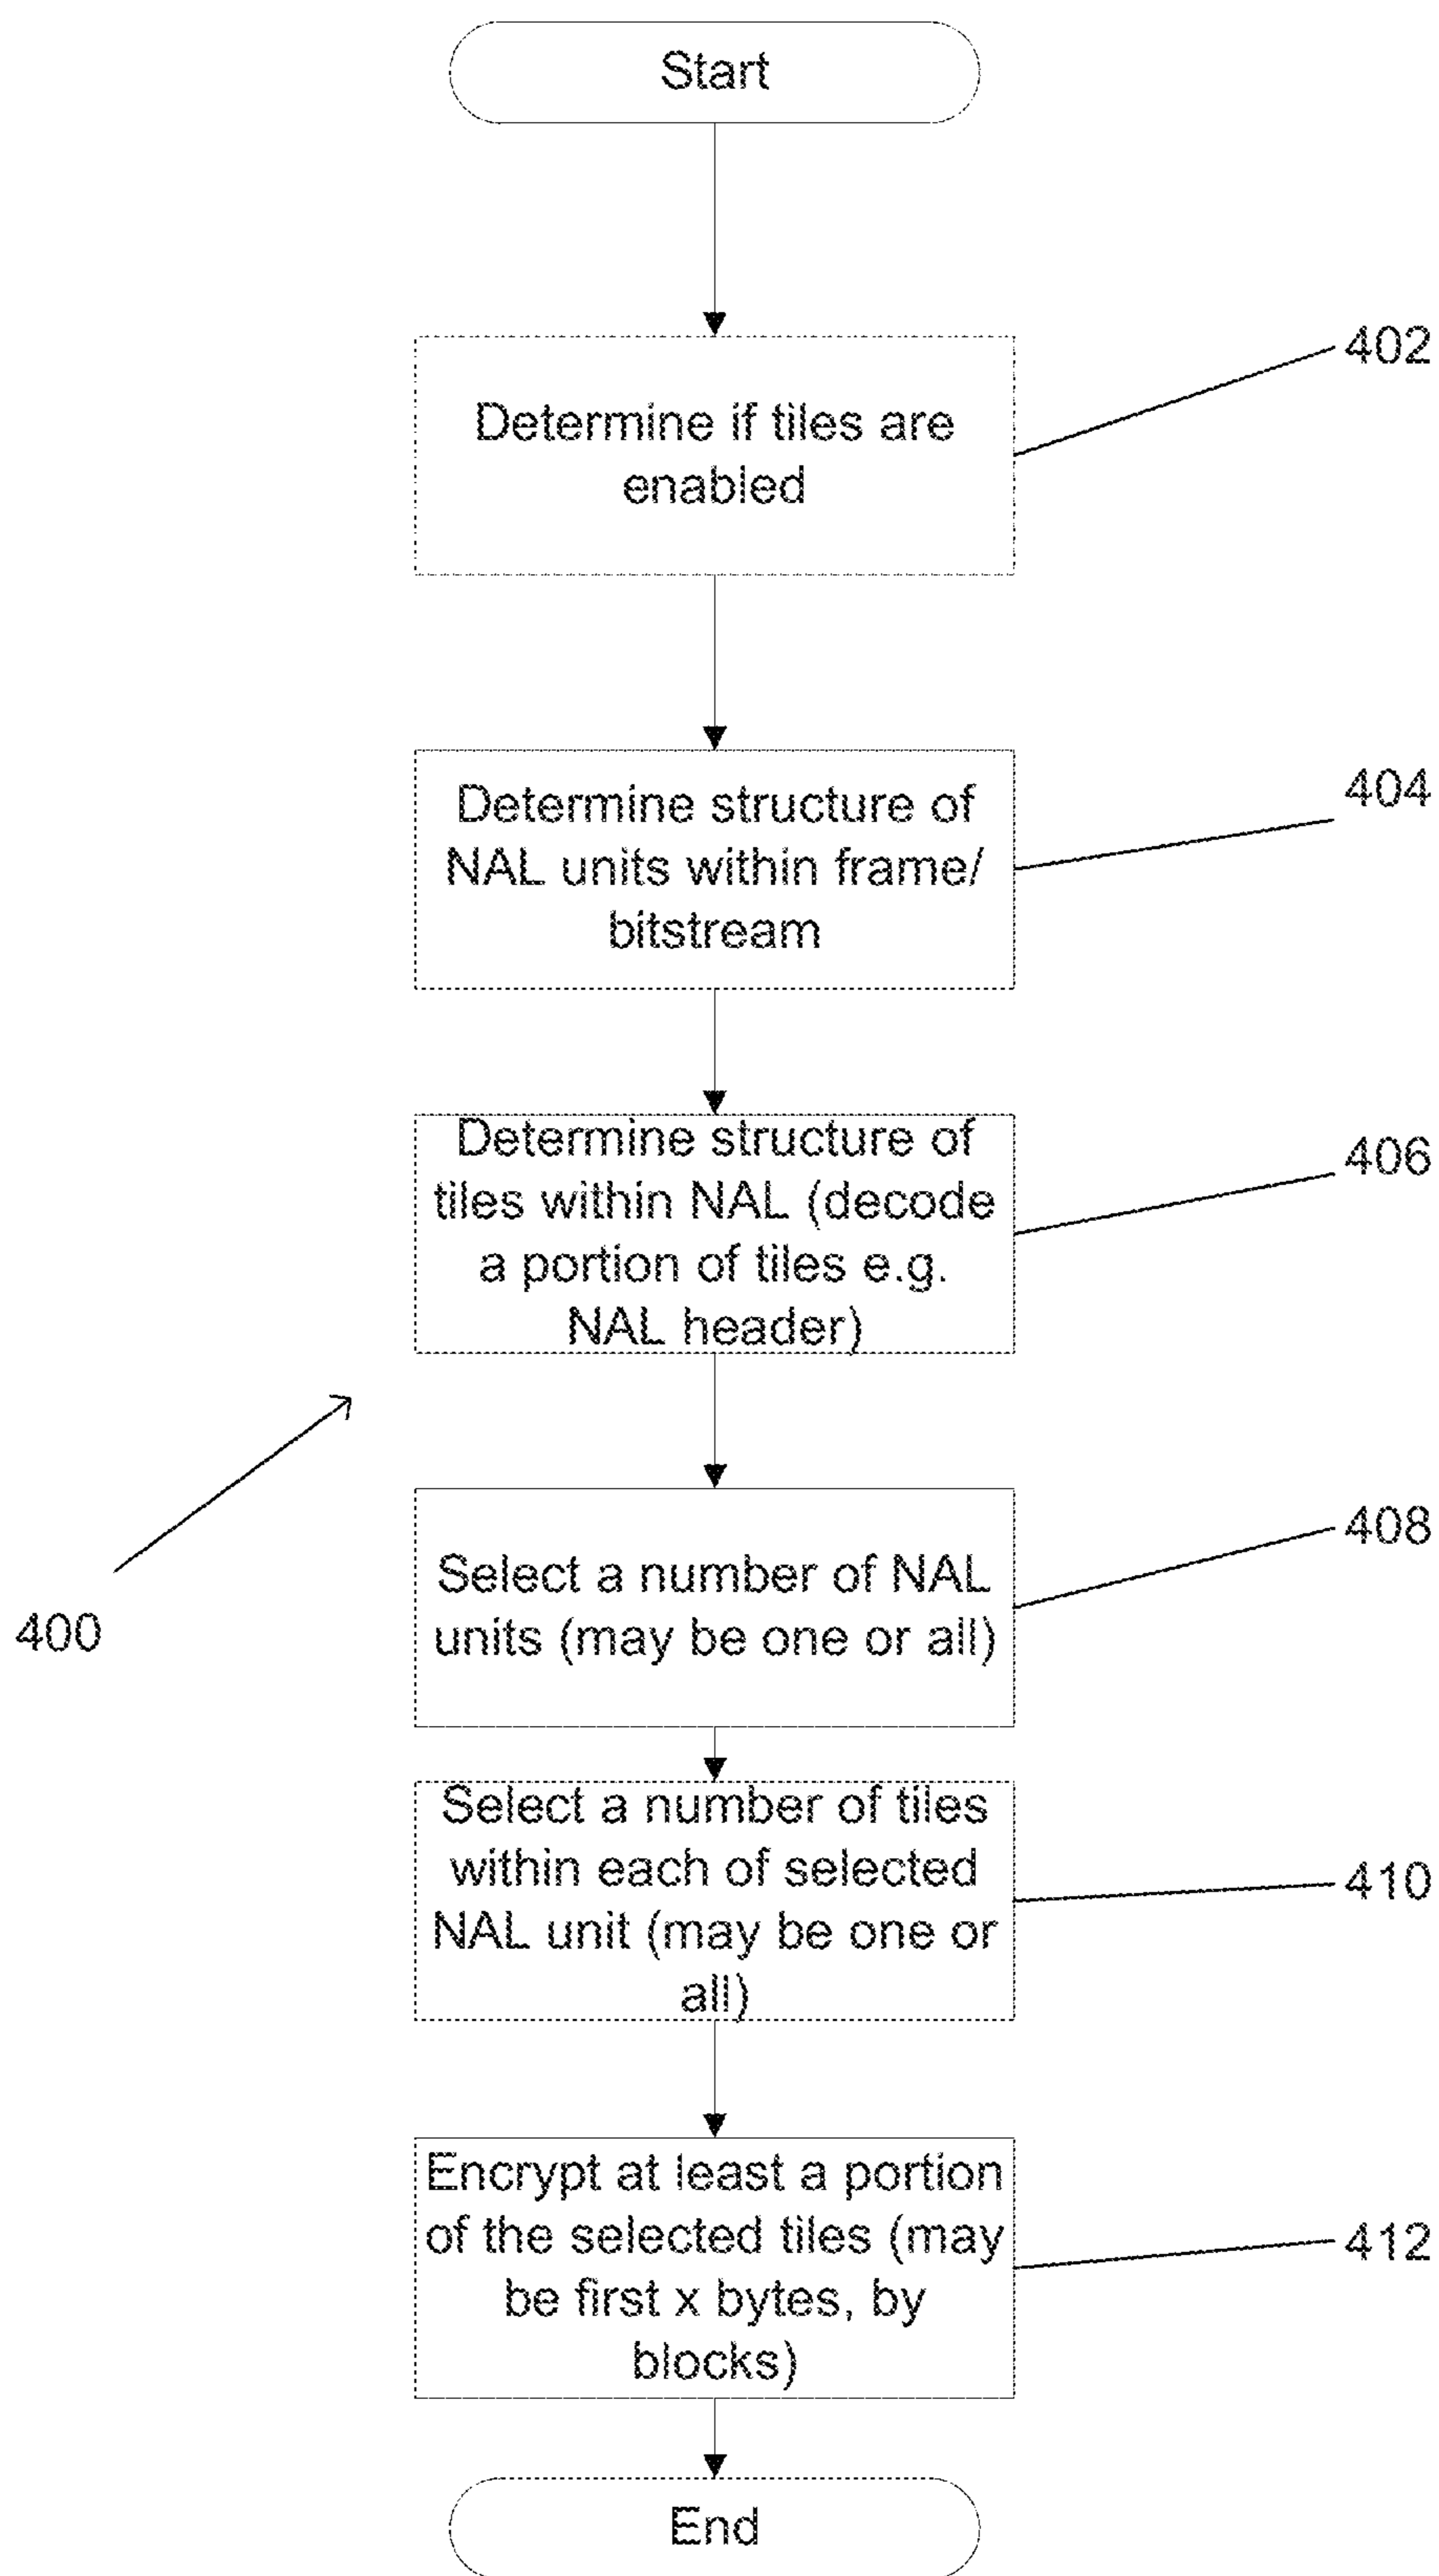 Start
402
Determine if tiles are
enabled
404
Determine structure of
NAL units within frame/
bitstream
406
Determine structure of
tiles within NAL (decode
a portion of tiles e.g.
NAL header)
408
Select a number of NAL
units (may be one or all)
400
410
Select a number of tiles
within each of selected
NAL unit (may be one or
all)
412
Encrypt at least a portion
of the selected tiles (may
be first x bytes, by
blocks)
End